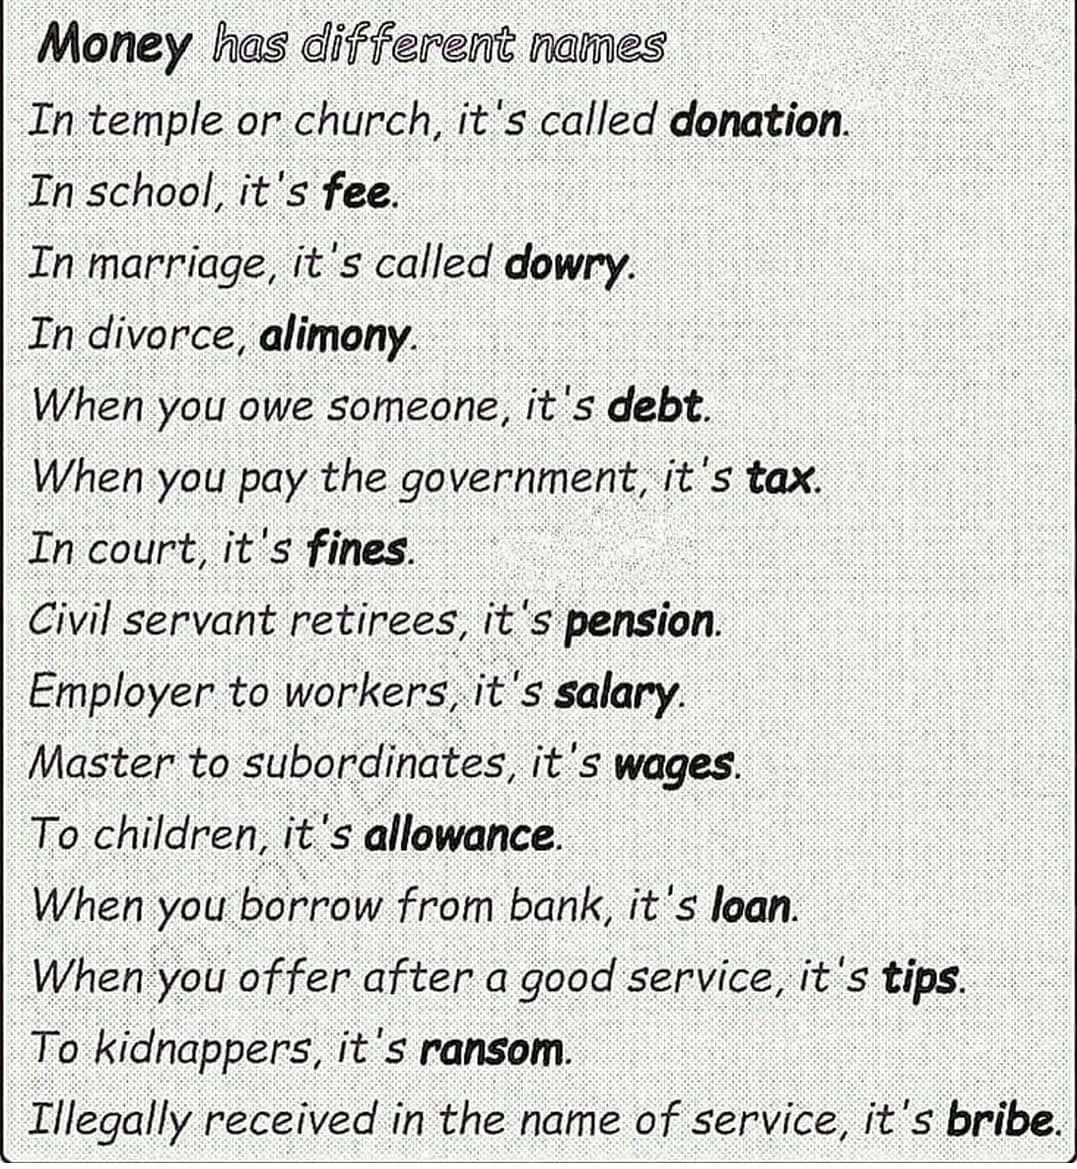 Money has different names
In temple or church, it's called donation.
In school, it's fee.
In marriage, it's called dowry.
In divorce, alimony.
When you owe someone, it's debt.
When you pay the government, it's tax.
In court, it's fines.
Civil servant retirees, it's pension.
Employer to workers, it's salary.
Master to subordinates, it's wages.
To children, it's allowance.
When you borrow from bank, it's loan.
When you offer after a good service, it's tips.
To kidnappers, it's ransom.
Illegally received in the name of service, it's bribe.